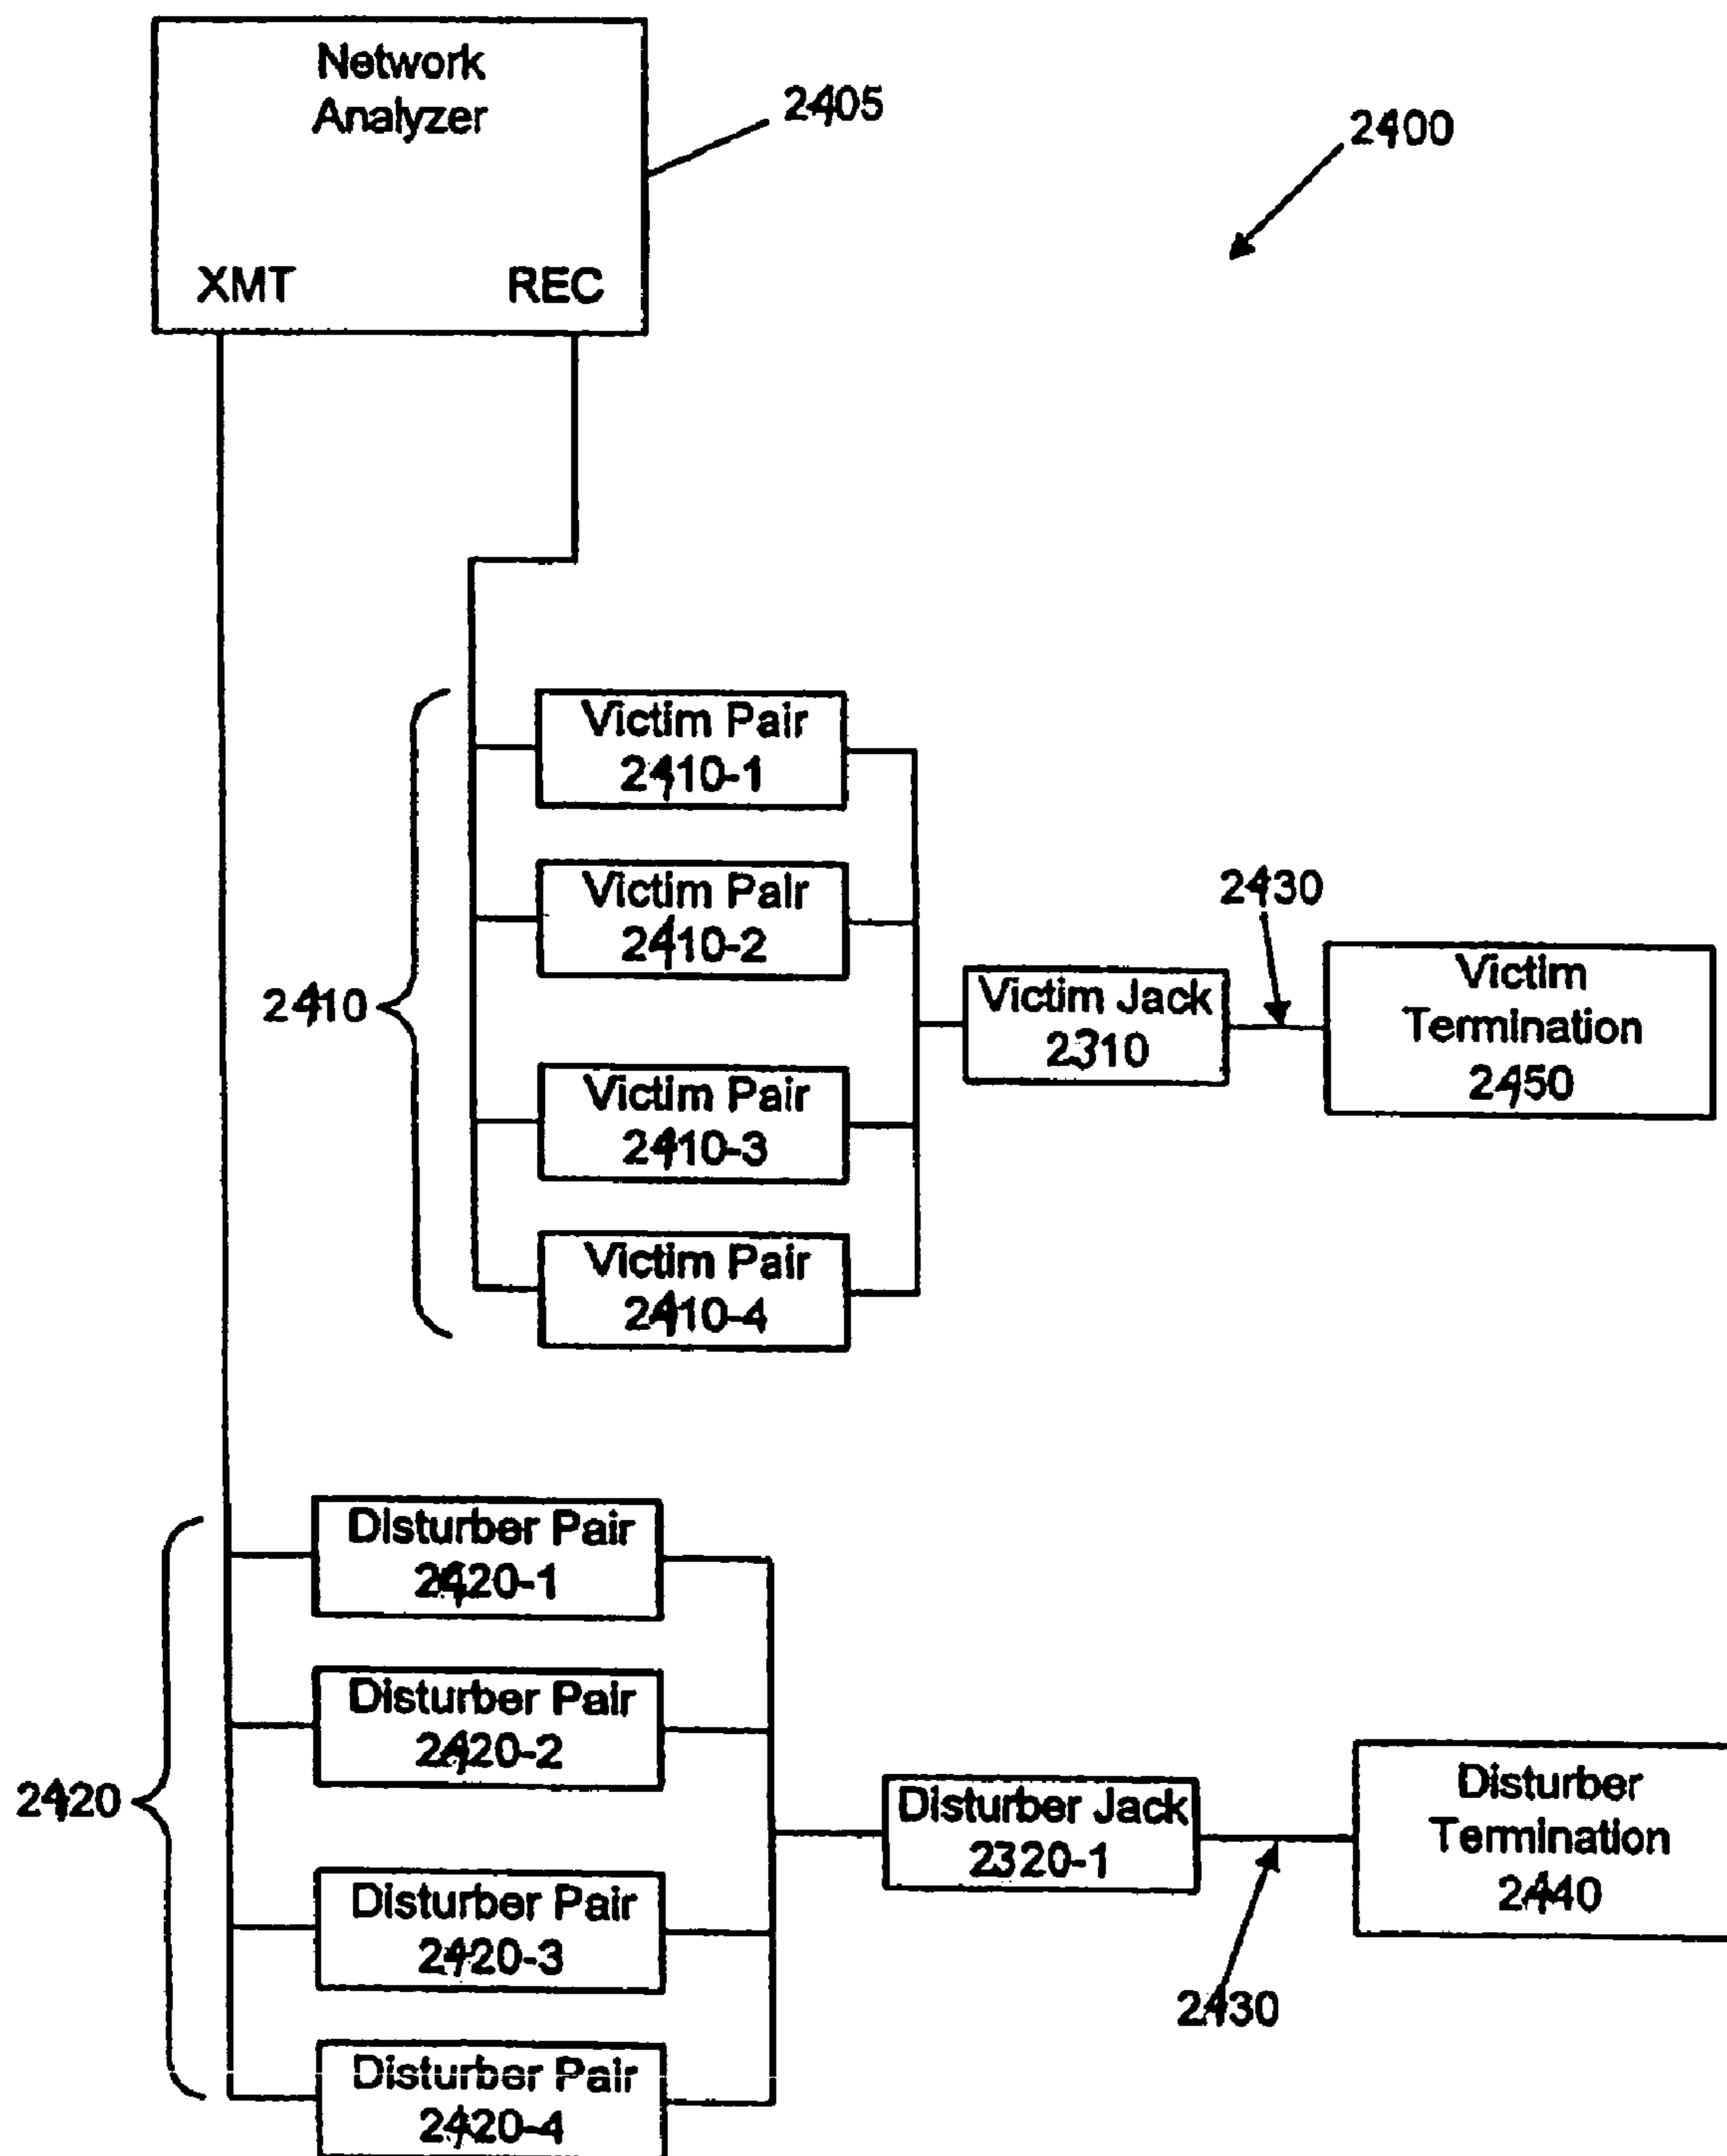 Network
Analyzer
XMT
REC
2405
2400
Victim Pair
2410-1
Victim Pair
2410-2
2410
Victim Pair
2410-3
Victim Pair
2410-4
Victim Jack
2310
2430
Victim
Termination
2450
Disturber Pair
2420-1
Disturber Pair
2420-2
2420
Disturber Pair
2420-3
Disturber Pair
2420-4
Disturber Jack
2320-1
2430
Disturber
Termination
2440